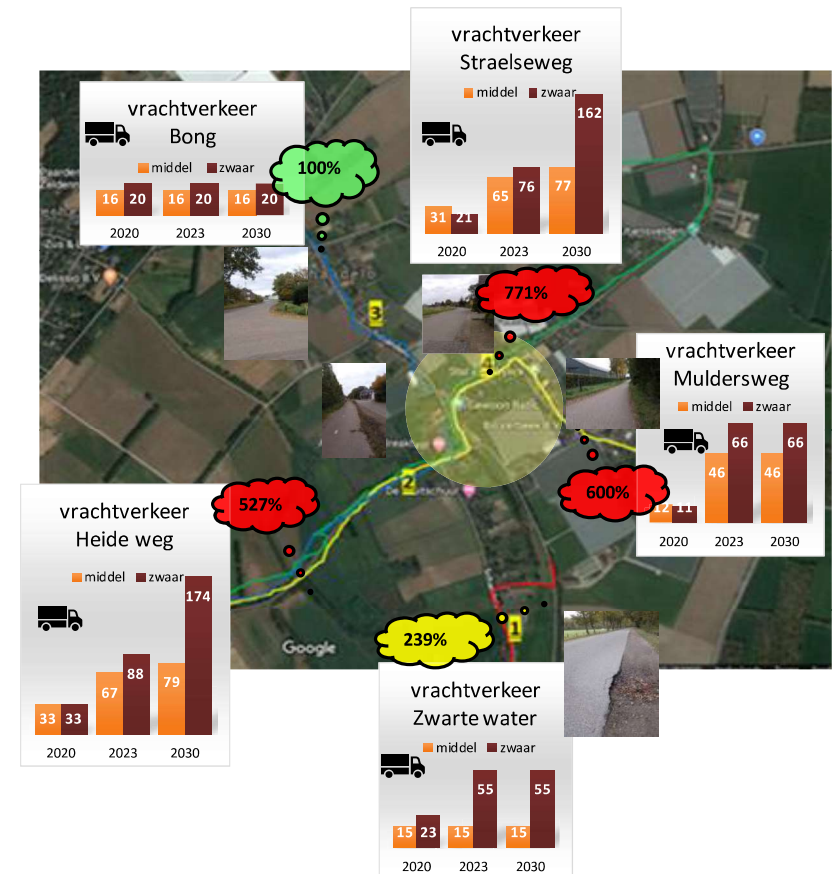 vrachtverkeer
Straelseweg
middel zwaar
31 21 65 76 77 162
2020 2023 2030
vrachtverkeer
Bong
middel zwaar
16 20 16 20 16 20
2020 2023 2030
100%
771%
3
vrachtverkeer
Muldersweg
middel zwaar
12 11 46 66 46 66
2020 2023 2030
600%
2
527%
vrachtverkeer
Heide weg
middel zwaar
33 33 67 88 79 174
2020 2023 2030
Google
239%
1
vrachtverkeer
Zwarte water
middel zwaar
15 23 15 55 15 55
2020 2023 2030